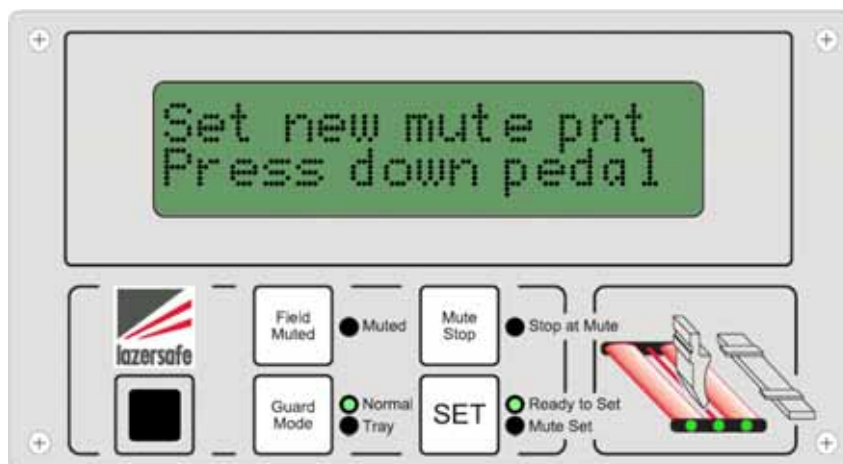 Set new mute pnt
Press down pedal
lazersafe
Field
Muted
Muted
Mute
Stop
Stop at Mute
Guard
Mode
Normal
Tray
SET
Ready to Set
Mute Set